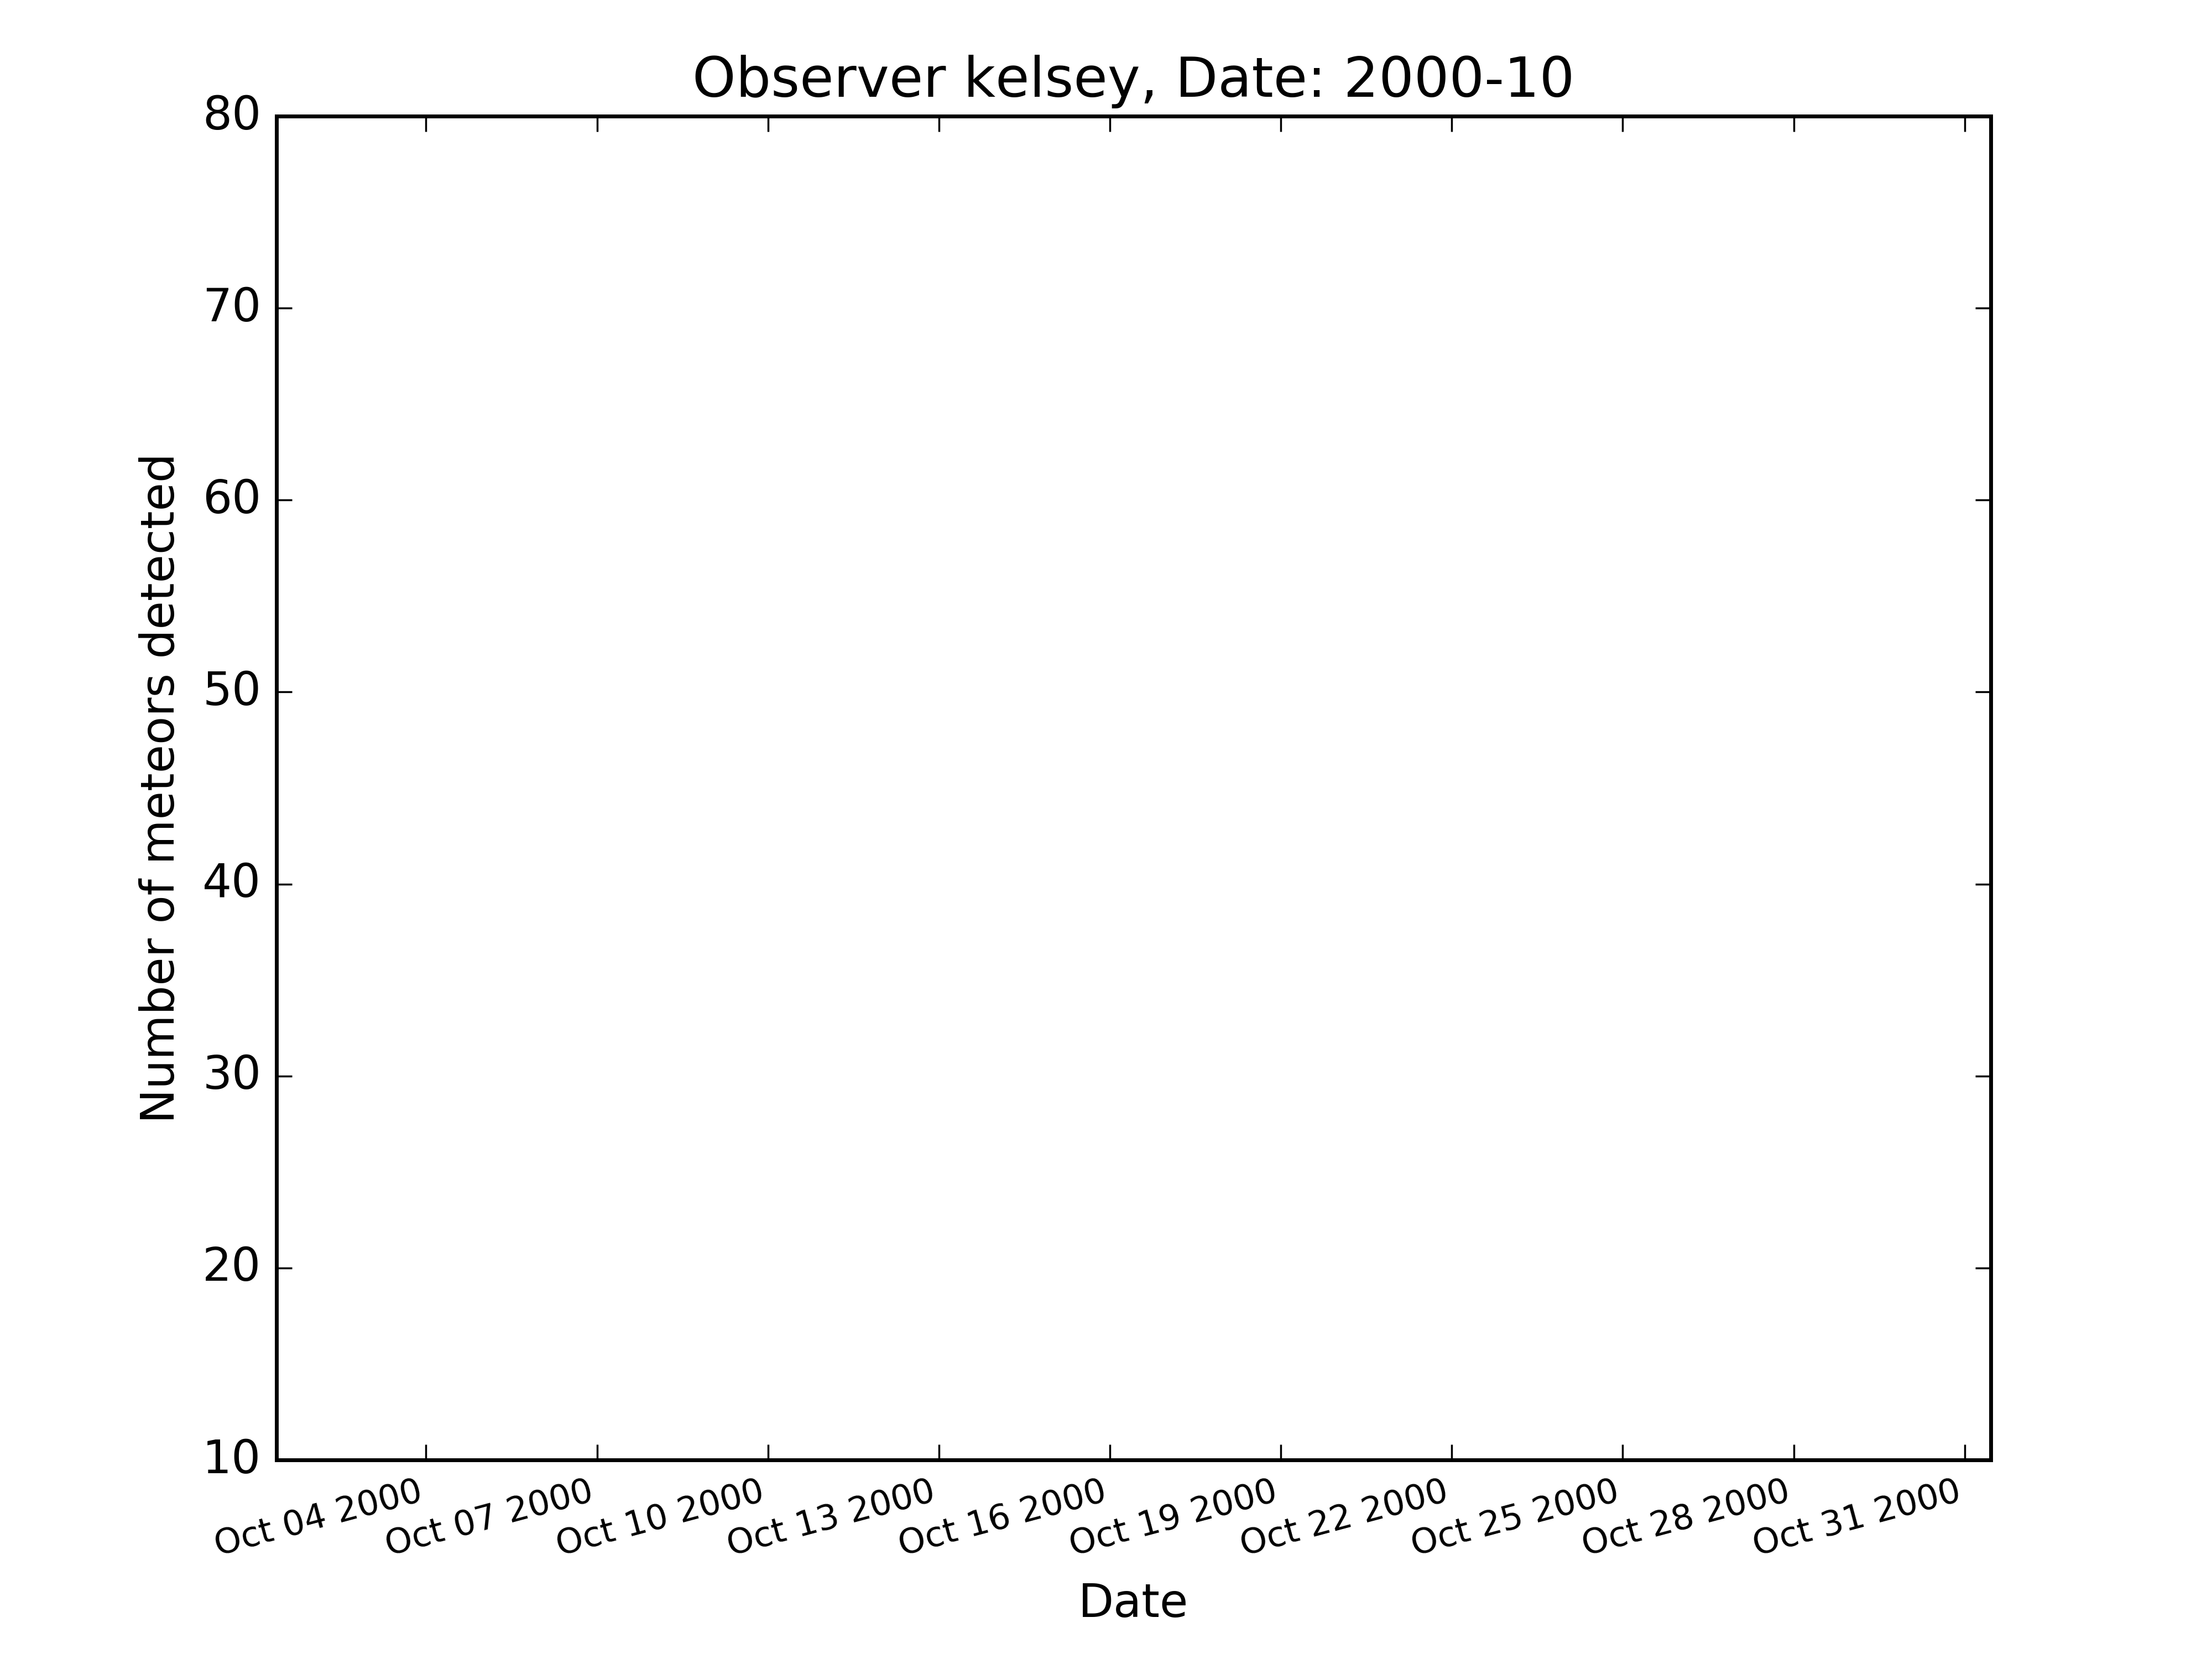 Observer kelsey, Date: 2000-10
80
70
60
50
40
30
20
10
Number of meteors detected
Oct 04 2000
Oct 07 2000
Oct 10 2000
Oct 13 2000
Oct 16 2000
Oct 19 2000
Oct 22 2000
Oct 25 2000
Oct 28 2000
Oct 31 2000
Date